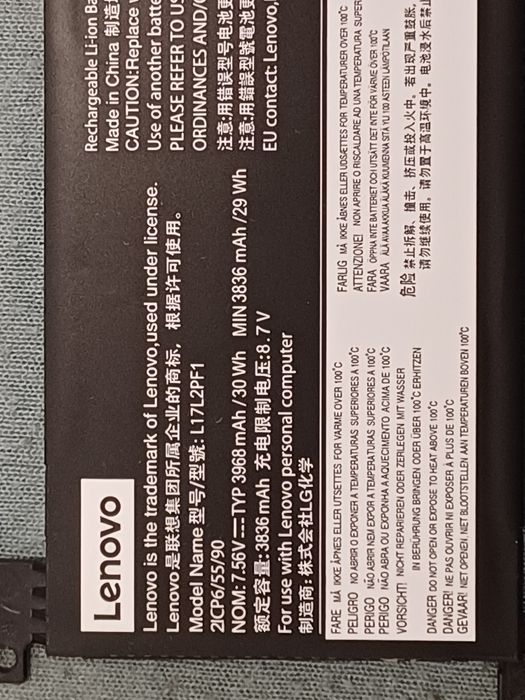 Lenovo
Lenovo is the trademark of Lenovo,used under license.
Lenovo 是联想集团所属企业的商标，根据许可使用。
Model Name 型号/型號: L17L2PF1
2ICP6/55/90
NOM: 7.56V⎓TYP 3968 mAh/30 Wh MIN 3836 mAh/29 Wh
额定容量:3836 mAh 充电限制电压:8.7 V
For use with Lenovo personal computer
制造商: 株式会社LG化学
Rechargeable Li-ion Ba
Made in China 制造
CAUTION:Replace
Use of another batte
PLEASE REFER TO US
ORDINANCES AND/
注意:用错误型号电池更
注意:用錯誤型號電池更
EU contact: Lenovo,
FARE MÅ IKKE ÅPNES ELLER UTSETTES FOR VARME OVER 100°C
PELIGRO NO ABRIR O EXPONER A TEMPERATURAS SUPERIORES A 100°C
PERIGO NÃO ABRIR NEM EXPOR A TEMPERATURAS SUPERIORES A 100°C
PERIGO NÃO ABRA OU EXPONHA A AQUECIMENTO ACIMA DE 100°C
VORSICHT! NICHT REPARIEREN ODER ZERLEGEN MIT WASSER
IN BERÜHRUNG BRINGEN ODER ÜBER 100°C ERHITZEN
DANGER DO NOT OPEN OR EXPOSE TO HEAT ABOVE 100°C
DANGER! NE PAS OUVRIR NI EXPOSER À PLUS DE 100°C
GEVAAR! NIET OPENEN, NIET BLOOTSTELLEN AAN TEMPERATUREN BOVEN 100°C
FARLIG MÅ IKKE ÅBNES ELLER UDSÆTTES FOR TEMPERATURER OVER 100°C
ATTENZIONE! NON APRIRE O RISCALDARE AD UNA TEMPERATURA SUPER
FARA ÖPPNA INTE BATTERIET OCH UTSÄTT DET INTE FÖR VÄRME ÖVER 100°C
VAARA ÄLÄ AVAA AKKUA ÄLÄKÄ KUUMENNA SITÄ YLI 100 ASTEEN LÄMPÖTILAAN
危险 禁止拆解、撞击、挤压或投入火中。若出现严重鼓胀,
请勿继续使用。请勿置于高温环境中。电池浸水后禁止